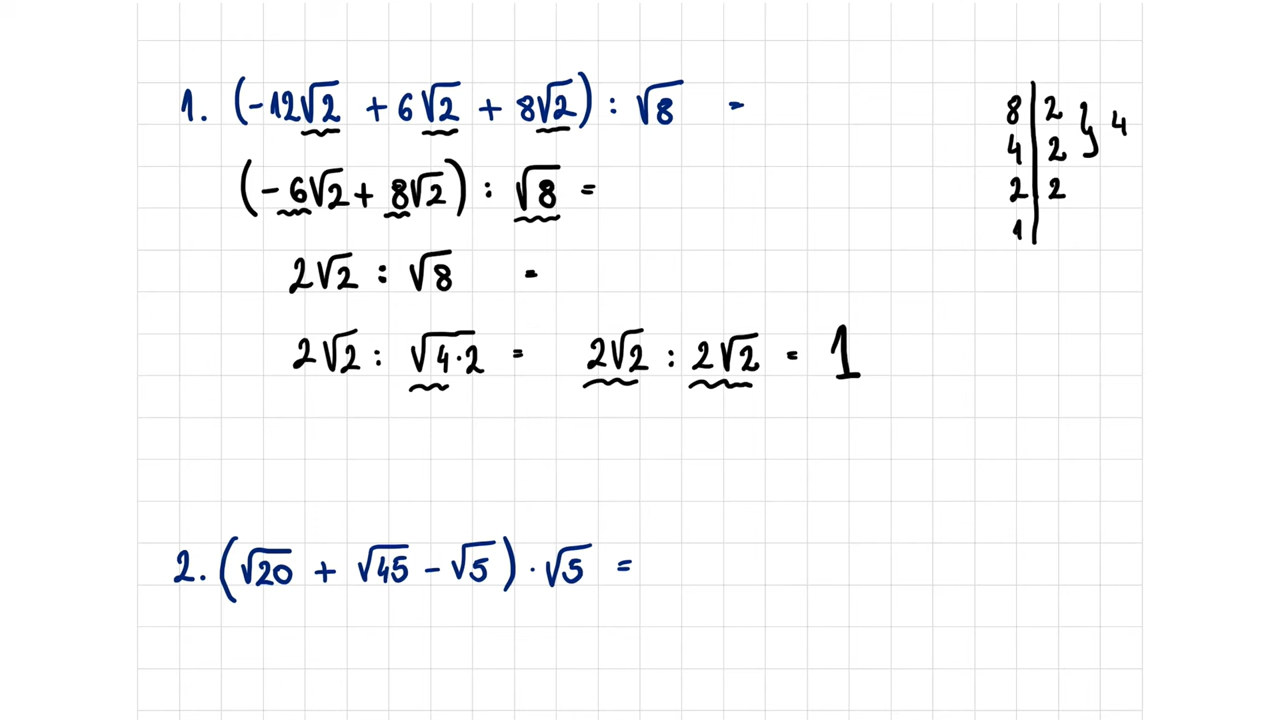 1. (-12√2 + 6√2 + 8√2) : √8 =
(-6√2 + 8√2) : √8 =
2√2 : √8 =
2√2 : √4·2 = 2√2 : 2√2 = 1
8 | 2 } 4
4 | 2
2 | 2
1 |
2. (√20 + √45 - √5) · √5 =